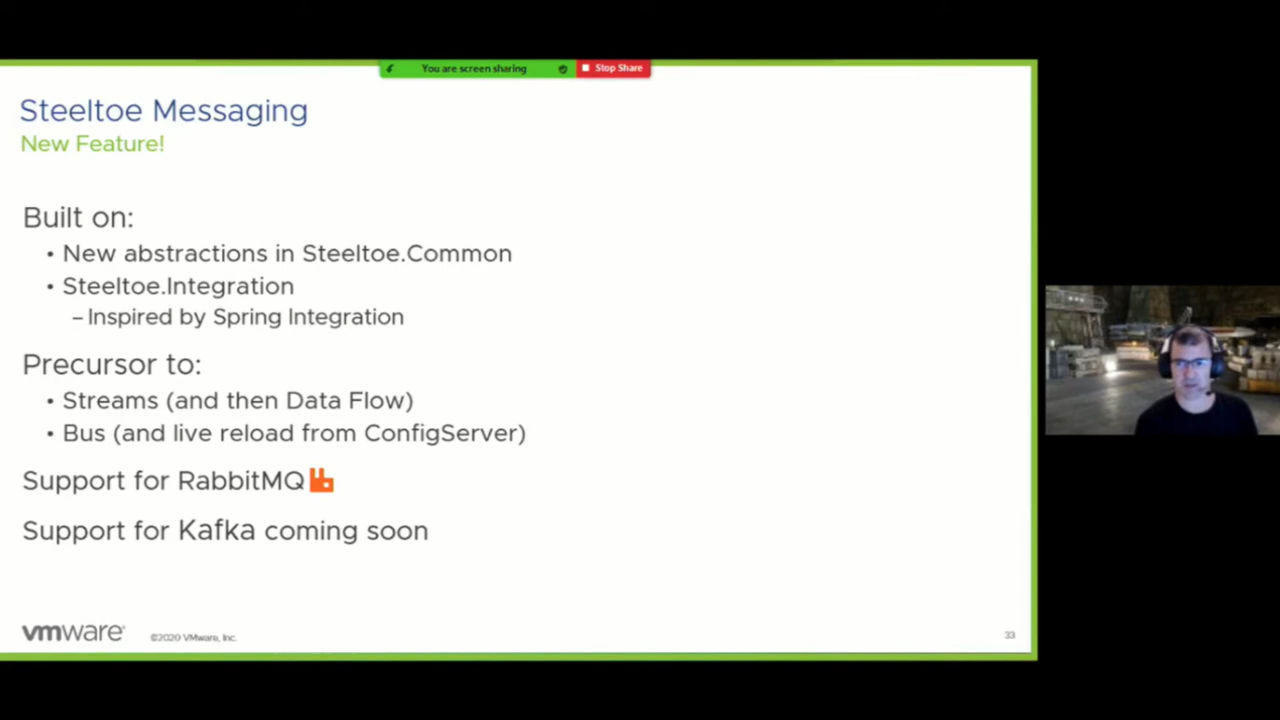 You are screen sharing
Stop Share
Steeltoe Messaging
New Feature!
Built on:
• New abstractions in Steeltoe.Common
• Steeltoe.Integration
– Inspired by Spring Integration
Precursor to:
• Streams (and then Data Flow)
• Bus (and live reload from ConfigServer)
Support for RabbitMQ
Support for Kafka coming soon
vmware®
©2020 VMware, Inc.
33